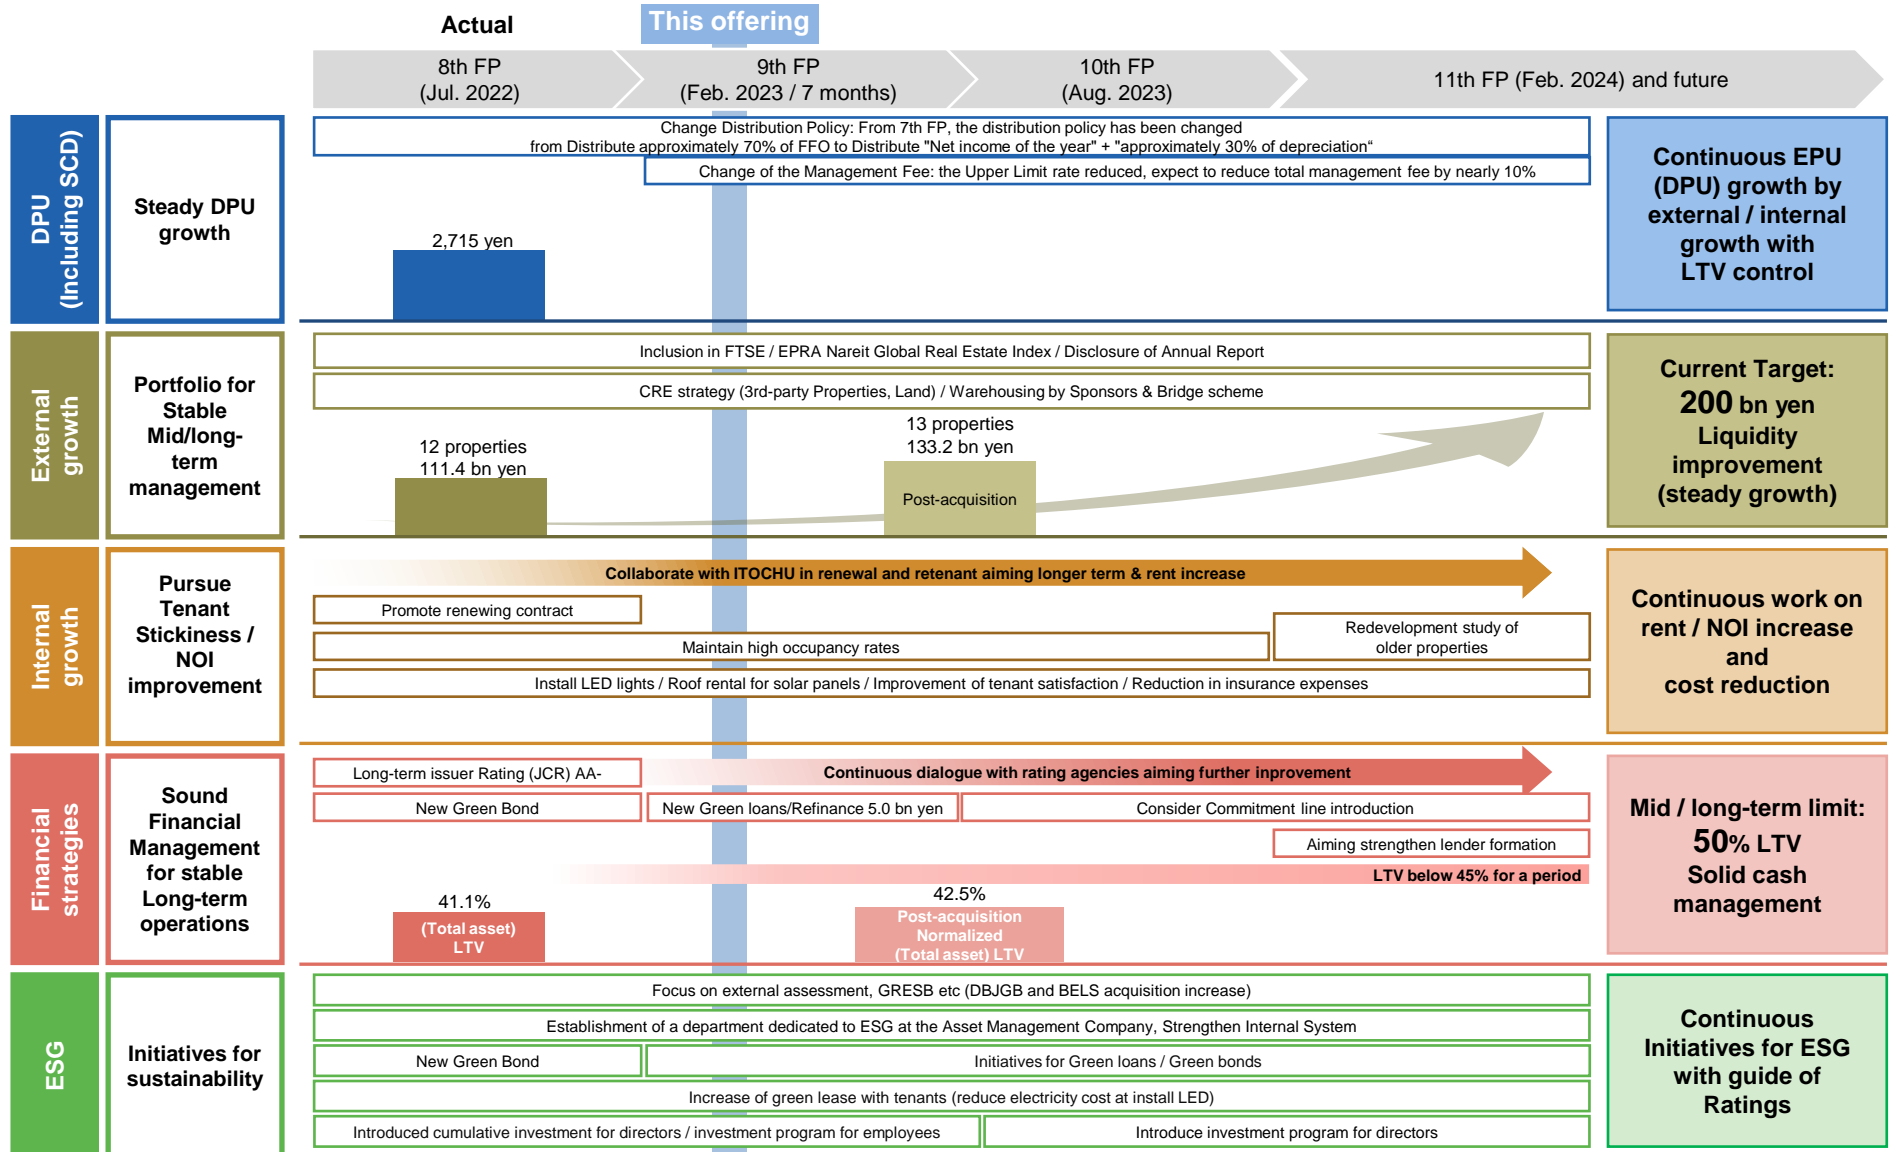 Actual
This offering
8th FP
(Jul. 2022)
9th FP
(Feb. 2023 / 7 months)
10th FP
(Aug. 2023)
11th FP (Feb. 2024) and future
DPU
(Including SCD)
Steady DPU
growth
Change Distribution Policy: From 7th FP, the distribution policy has been changed
from Distribute approximately 70% of FFO to Distribute "Net income of the year" + "approximately 30% of depreciation“
Change of the Management Fee: the Upper Limit rate reduced, expect to reduce total management fee by nearly 10%
2,715 yen
Continuous EPU
(DPU) growth by
external / internal
growth with
LTV control
External
growth
Portfolio for
Stable
Mid/long-
term
management
Inclusion in FTSE / EPRA Nareit Global Real Estate Index / Disclosure of Annual Report
CRE strategy (3rd-party Properties, Land) / Warehousing by Sponsors & Bridge scheme
12 properties
111.4 bn yen
13 properties
133.2 bn yen
Post-acquisition
Current Target:
200 bn yen
Liquidity
improvement
(steady growth)
Internal
growth
Pursue
Tenant
Stickiness /
NOI
improvement
Collaborate with ITOCHU in renewal and retenant aiming longer term & rent increase
Promote renewing contract
Maintain high occupancy rates
Redevelopment study of
older properties
Install LED lights / Roof rental for solar panels / Improvement of tenant satisfaction / Reduction in insurance expenses
Continuous work on
rent / NOI increase
and
cost reduction
Financial
strategies
Sound
Financial
Management
for stable
Long-term
operations
Long-term issuer Rating (JCR) AA-
Continuous dialogue with rating agencies aiming further inprovement
New Green Bond
New Green loans/Refinance 5.0 bn yen
Consider Commitment line introduction
Aiming strengthen lender formation
LTV below 45% for a period
41.1%
(Total asset)
LTV
42.5%
Post-acquisition
Normalized
(Total asset) LTV
Mid / long-term limit:
50% LTV
Solid cash
management
ESG
Initiatives for
sustainability
Focus on external assessment, GRESB etc (DBJGB and BELS acquisition increase)
Establishment of a department dedicated to ESG at the Asset Management Company, Strengthen Internal System
New Green Bond
Initiatives for Green loans / Green bonds
Increase of green lease with tenants (reduce electricity cost at install LED)
Introduced cumulative investment for directors / investment program for employees
Introduce investment program for directors
Continuous
Initiatives for ESG
with guide of
Ratings